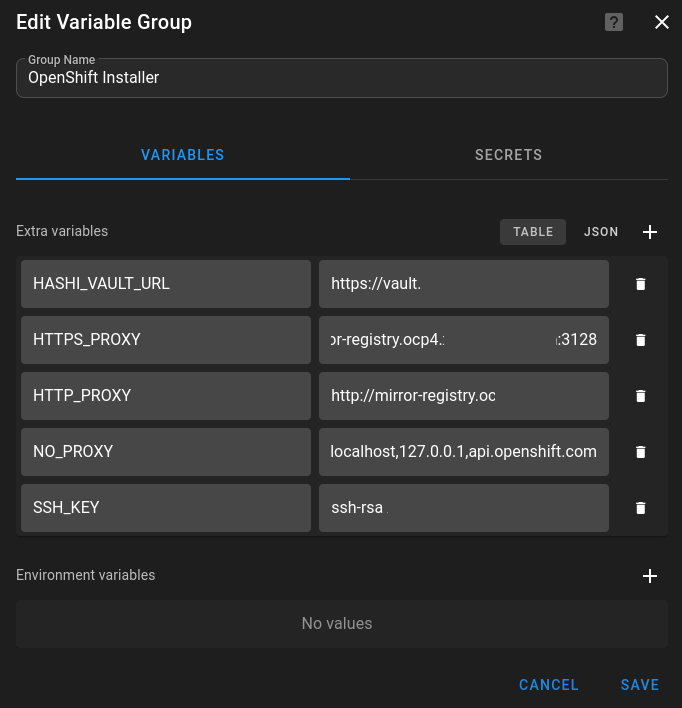 Edit Variable Group
?
Group Name
OpenShift Installer
VARIABLES SECRETS
Extra variables TABLE JSON
HASHI_VAULT_URL https://vault.
HTTPS_PROXY or-registry.ocp4. :3128
HTTP_PROXY http://mirror-registry.oc
NO_PROXY localhost,127.0.0.1,api.openshift.com
SSH_KEY ssh-rsa
Environment variables
No values
CANCEL SAVE